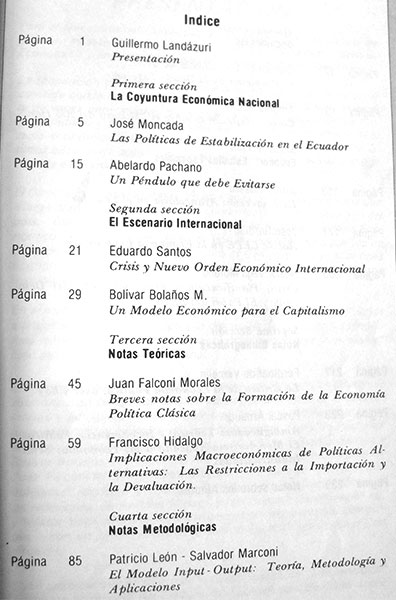 Indice
Página 1 Guillermo Landázuri
Presentación
Primera sección
La Coyuntura Económica Nacional
Página 5 José Moncada
Las Políticas de Estabilización en el Ecuador
Página 15 Abelardo Pachano
Un Péndulo que debe Evitarse
Segunda sección
El Escenario Internacional
Página 21 Eduardo Santos
Crisis y Nuevo Orden Económico Internacional
Página 29 Bolivar Bolaños M.
Un Modelo Económico para el Capitalismo
Tercera sección
Notas Teóricas
Página 45 Juan Falconí Morales
Breves notas sobre la Formación de la Economía
Política Clásica
Página 59 Francisco Hidalgo
Implicaciones Macroeconómicas de Políticas Al-
ternativas: Las Restricciones a la Importación y
la Devaluación.
Cuarta sección
Notas Metodológicas
Página 85 Patricio León - Salvador Marconi
El Modelo Input-Output: Teoría, Metodología y
Aplicaciones